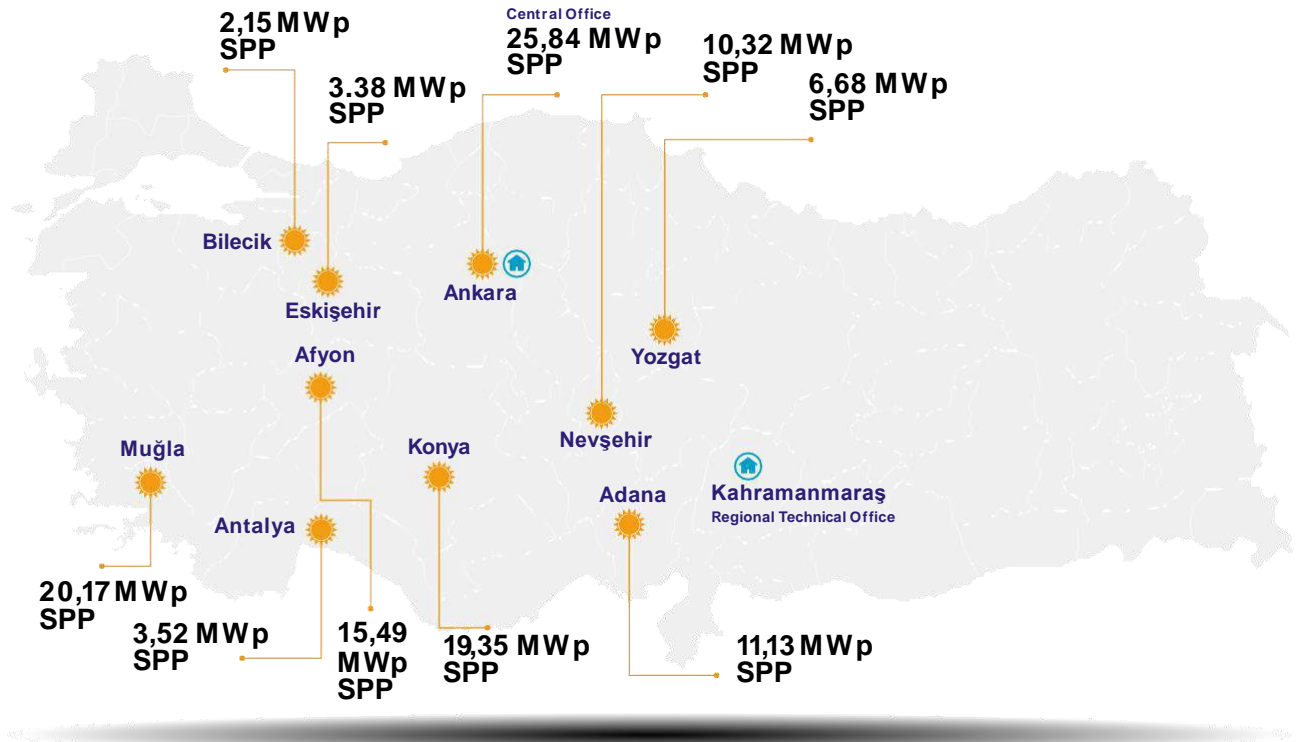 Central Office
2,15 MWp
SPP
25,84 MWp
SPP
10,32 MWp
SPP
3.38 MWp
SPP
6,68 MWp
SPP
Bilecik
Ankara
Eskişehir
Afyon
Yozgat
Nevşehir
Muğla
Konya
Adana
Kahramanmaraş
Regional Technical Office
Antalya
20,17 MWp
SPP
3,52 MWp
SPP
15,49
MWp
SPP
19,35 MWp
SPP
11,13 MWp
SPP